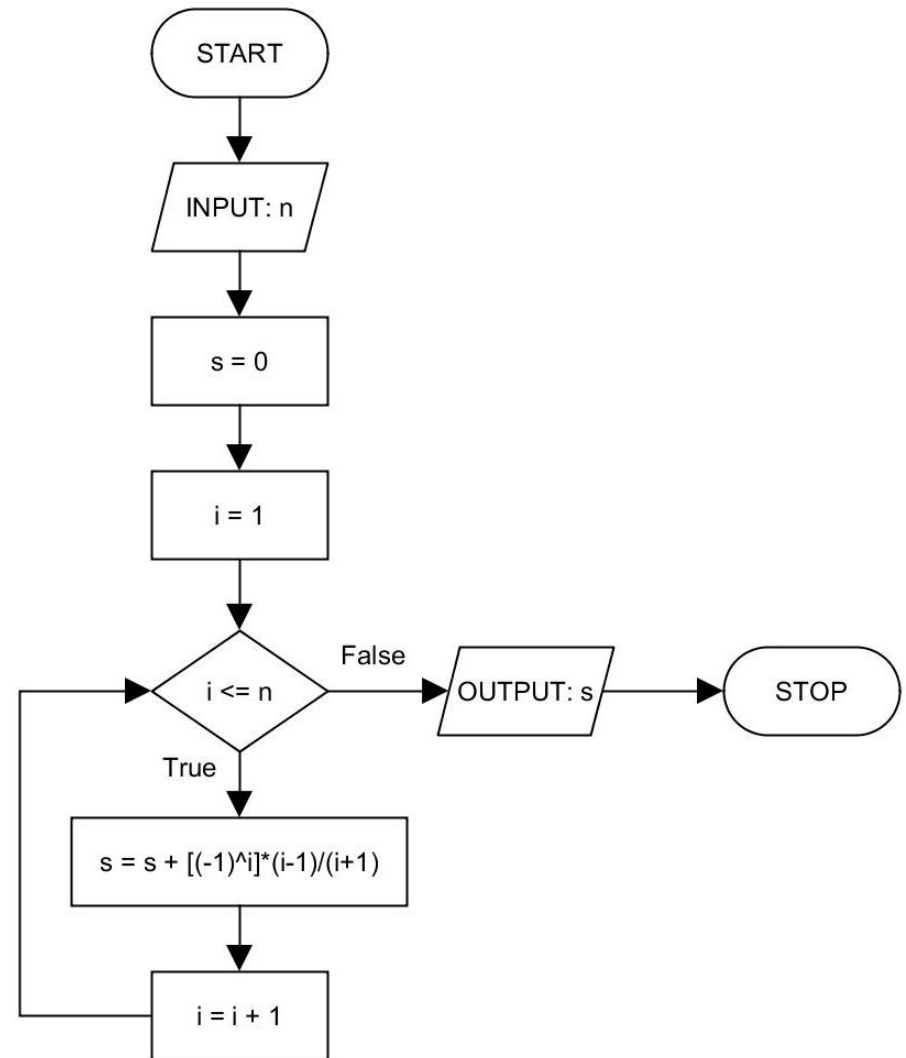 START
INPUT: n
s = 0
i = 1
i <= n
False
OUTPUT: s
STOP
True
s = s + [(-1)^i]*(i-1)/(i+1)
i = i + 1